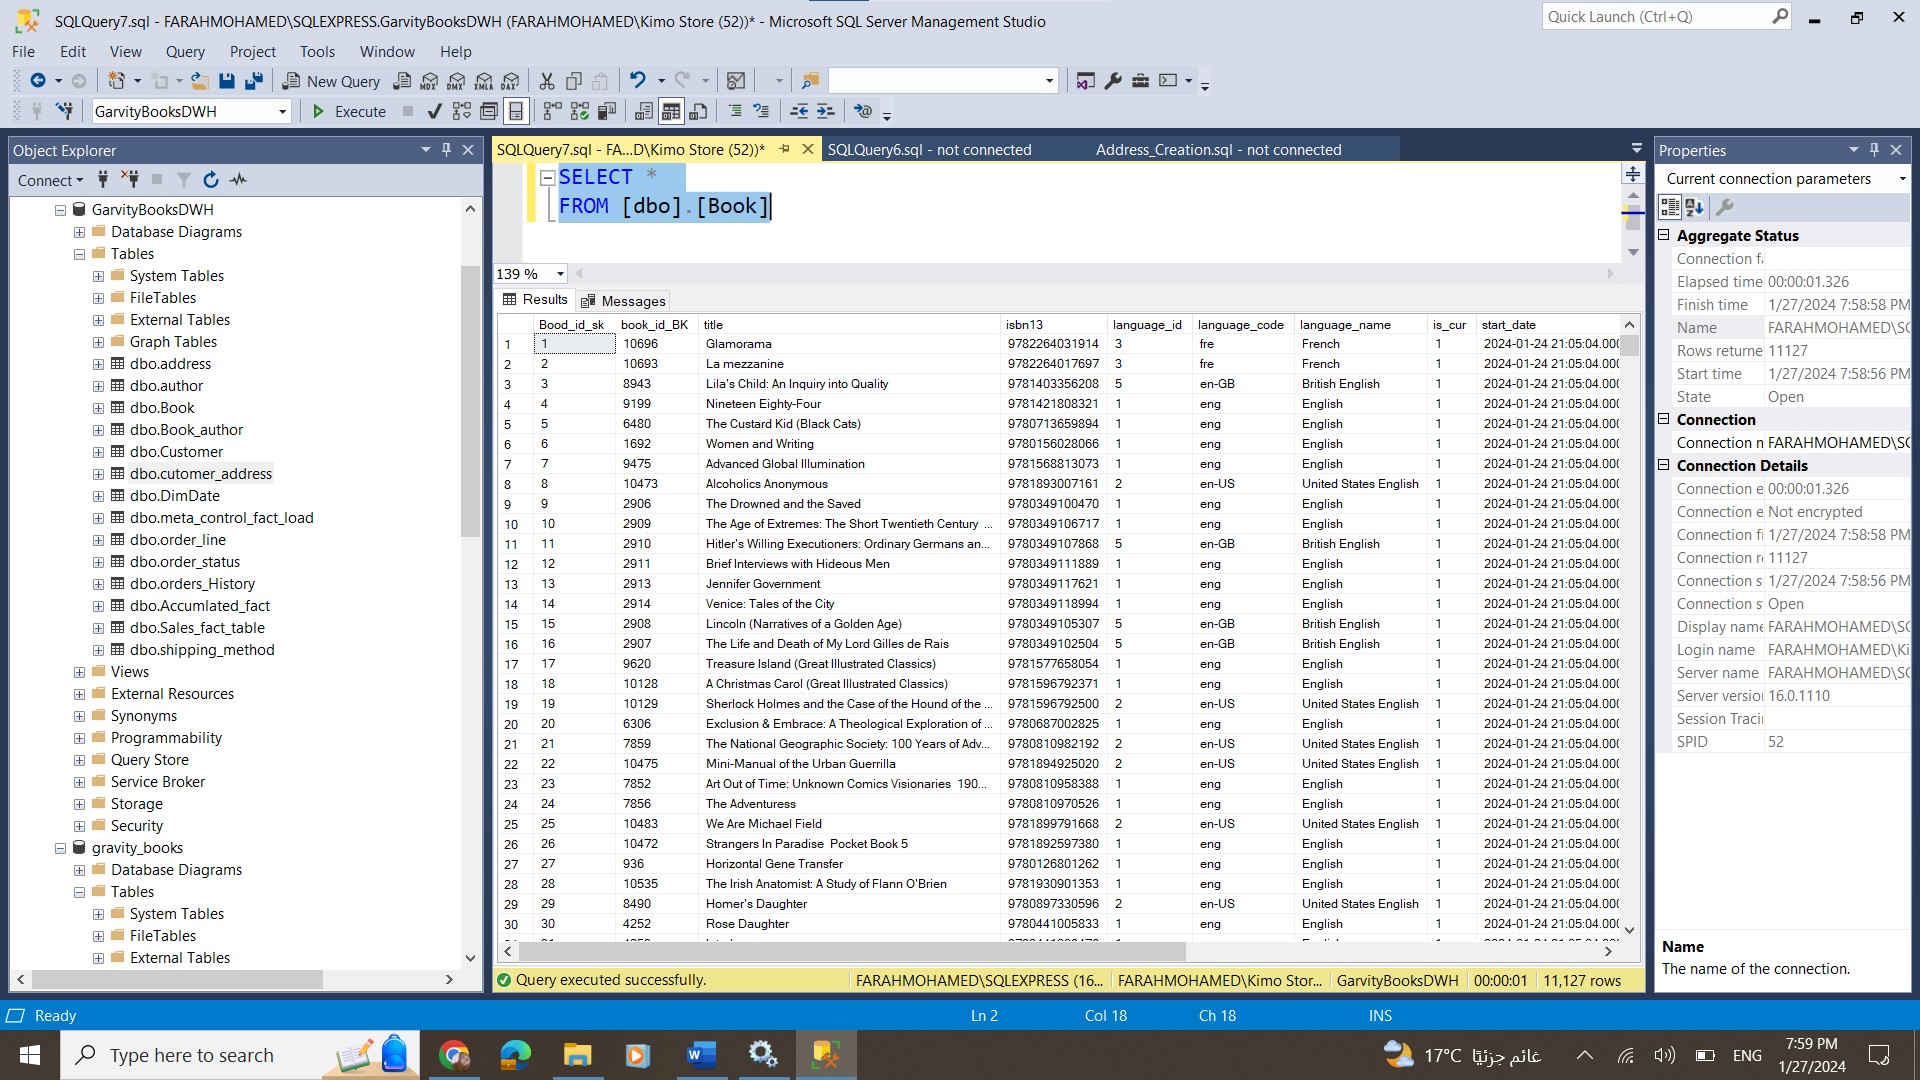 SQLQuery7.sql - FARAHMOHAMED\SQLEXPRESS.GarvityBooksDWH (FARAHMOHAMED\Kimo Store (52))* - Microsoft SQL Server Management Studio
Quick Launch (Ctrl+Q)
File Edit View Query Project Tools Window Help
New Query MDX DMX XMLA DAX
GarvityBooksDWH Execute
Object Explorer
Connect
GarvityBooksDWH
Database Diagrams
Tables
System Tables
FileTables
External Tables
Graph Tables
dbo.address
dbo.author
dbo.Book
dbo.Book_author
dbo.Customer
dbo.cutomer_address
dbo.DimDate
dbo.meta_control_fact_load
dbo.order_line
dbo.order_status
dbo.orders_History
dbo.Accumlated_fact
dbo.Sales_fact_table
dbo.shipping_method
Views
External Resources
Synonyms
Programmability
Query Store
Service Broker
Storage
Security
gravity_books
Database Diagrams
Tables
System Tables
FileTables
External Tables
SQLQuery7.sql - FA...D\Kimo Store (52))* SQLQuery6.sql - not connected Address_Creation.sql - not connected
SELECT *
FROM [dbo].[Book]
139 %
Results Messages
Bood_id_sk book_id_BK title isbn13 language_id language_code language_name is_cur start_date
1 1 10696 Glamorama 9782264031914 3 fre French 1 2024-01-24 21:05:04.000
2 2 10693 La mezzanine 9782264017697 3 fre French 1 2024-01-24 21:05:04.000
3 3 8943 Lila's Child: An Inquiry into Quality 9781403356208 5 en-GB British English 1 2024-01-24 21:05:04.000
4 4 9199 Nineteen Eighty-Four 9781421808321 1 eng English 1 2024-01-24 21:05:04.000
5 5 6480 The Custard Kid (Black Cats) 9780713659894 1 eng English 1 2024-01-24 21:05:04.000
6 6 1692 Women and Writing 9780156028066 1 eng English 1 2024-01-24 21:05:04.000
7 7 9475 Advanced Global Illumination 9781568813073 1 eng English 1 2024-01-24 21:05:04.000
8 8 10473 Alcoholics Anonymous 9781893007161 2 en-US United States English 1 2024-01-24 21:05:04.000
9 9 2906 The Drowned and the Saved 9780349100470 1 eng English 1 2024-01-24 21:05:04.000
10 10 2909 The Age of Extremes: The Short Twentieth Century ... 9780349106717 1 eng English 1 2024-01-24 21:05:04.000
11 11 2910 Hitler's Willing Executioners: Ordinary Germans an... 9780349107868 5 en-GB British English 1 2024-01-24 21:05:04.000
12 12 2911 Brief Interviews with Hideous Men 9780349111889 1 eng English 1 2024-01-24 21:05:04.000
13 13 2913 Jennifer Government 9780349117621 1 eng English 1 2024-01-24 21:05:04.000
14 14 2914 Venice: Tales of the City 9780349118994 1 eng English 1 2024-01-24 21:05:04.000
15 15 2908 Lincoln (Narratives of a Golden Age) 9780349105307 5 en-GB British English 1 2024-01-24 21:05:04.000
16 16 2907 The Life and Death of My Lord Gilles de Rais 9780349102504 5 en-GB British English 1 2024-01-24 21:05:04.000
17 17 9620 Treasure Island (Great Illustrated Classics) 9781577658054 1 eng English 1 2024-01-24 21:05:04.000
18 18 10128 A Christmas Carol (Great Illustrated Classics) 9781596792371 1 eng English 1 2024-01-24 21:05:04.000
19 19 10129 Sherlock Holmes and the Case of the Hound of the ... 9781596792500 2 en-US United States English 1 2024-01-24 21:05:04.000
20 20 6306 Exclusion & Embrace: A Theological Exploration of ... 9780687002825 1 eng English 1 2024-01-24 21:05:04.000
21 21 7859 The National Geographic Society: 100 Years of Adv... 9780810982192 2 en-US United States English 1 2024-01-24 21:05:04.000
22 22 10475 Mini-Manual of the Urban Guerrilla 9781894925020 2 en-US United States English 1 2024-01-24 21:05:04.000
23 23 7852 Art Out of Time: Unknown Comics Visionaries 190... 9780810958388 1 eng English 1 2024-01-24 21:05:04.000
24 24 7856 The Adventuress 9780810970526 1 eng English 1 2024-01-24 21:05:04.000
25 25 10483 We Are Michael Field 9781899791668 2 en-US United States English 1 2024-01-24 21:05:04.000
26 26 10472 Strangers In Paradise Pocket Book 5 9781892597380 1 eng English 1 2024-01-24 21:05:04.000
27 27 936 Horizontal Gene Transfer 9780126801262 1 eng English 1 2024-01-24 21:05:04.000
28 28 10535 The Irish Anatomist: A Study of Flann O'Brien 9781930901353 1 eng English 1 2024-01-24 21:05:04.000
29 29 8490 Homer's Daughter 9780897330596 2 en-US United States English 1 2024-01-24 21:05:04.000
30 30 4252 Rose Daughter 9780441005833 1 eng English 1 2024-01-24 21:05:04.000
Query executed successfully. FARAHMOHAMED\SQLEXPRESS (16... FARAHMOHAMED\Kimo Stor... GarvityBooksDWH 00:00:01 11,127 rows
Properties
Current connection parameters
Aggregate Status
Connection f
Elapsed time 00:00:01.326
Finish time 1/27/2024 7:58:58 PM
Name FARAHMOHAMED\SQ
Rows returne 11127
Start time 1/27/2024 7:58:56 PM
State Open
Connection
Connection n FARAHMOHAMED\SQ
Connection Details
Connection e 00:00:01.326
Connection e Not encrypted
Connection fi 1/27/2024 7:58:58 PM
Connection r 11127
Connection s 1/27/2024 7:58:56 PM
Connection s Open
Display name FARAHMOHAMED\SQ
Login name FARAHMOHAMED\Ki
Server name FARAHMOHAMED\SQ
Server versio 16.0.1110
Session Traci
SPID 52
Name
The name of the connection.
Ready Ln 2 Col 18 Ch 18 INS
Type here to search
17°C غائم جزئيًا
ENG
7:59 PM
1/27/2024